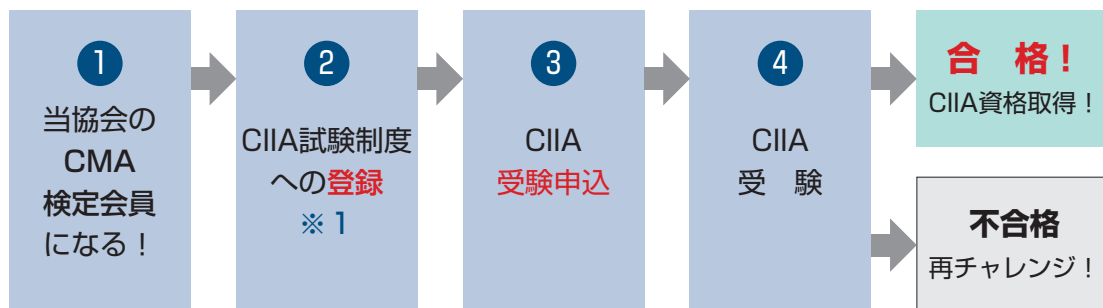 1
当協会の
CMA
検定会員
になる！
2
CIIA試験制度
への登録
※1
3
CIIA
受験申込
4
CIIA
受　験
合　格！
CIIA資格取得！
不合格
再チャレンジ！